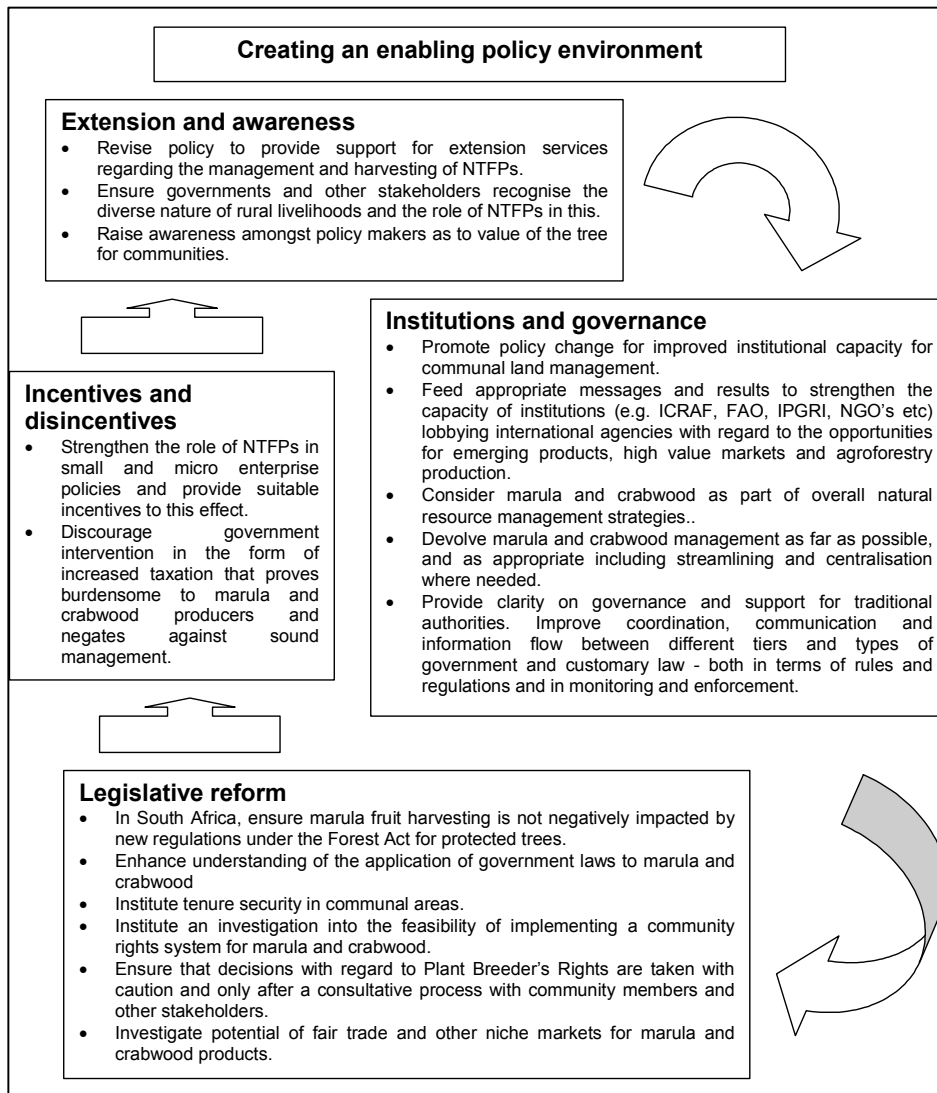 Creating an enabling policy environment
Extension and awareness
• Revise policy to provide support for extension services
regarding the management and harvesting of NTFPs.
• Ensure governments and other stakeholders recognise the
diverse nature of rural livelihoods and the role of NTFPs in this.
• Raise awareness amongst policy makers as to value of the tree
for communities.
Institutions and governance
• Promote policy change for improved institutional capacity for
communal land management.
• Feed appropriate messages and results to strengthen the
capacity of institutions (e.g. ICRAF, FAO, IPGRI, NGO's etc)
lobbying international agencies with regard to the opportunities
for emerging products, high value markets and agroforestry
production.
• Consider marula and crabwood as part of overall natural
resource management strategies..
• Devolve marula and crabwood management as far as possible,
and as appropriate including streamlining and centralisation
where needed.
• Provide clarity on governance and support for traditional
authorities. Improve coordination, communication and
information flow between different tiers and types of
government and customary law - both in terms of rules and
regulations and in monitoring and enforcement.
Incentives and
disincentives
• Strengthen the role of NTFPs in
small and micro enterprise
policies and provide suitable
incentives to this effect.
• Discourage government
intervention in the form of
increased taxation that proves
burdensome to marula and
crabwood producers and
negates against sound
management.
Legislative reform
• In South Africa, ensure marula fruit harvesting is not negatively impacted by
new regulations under the Forest Act for protected trees.
• Enhance understanding of the application of government laws to marula and
crabwood
• Institute tenure security in communal areas.
• Institute an investigation into the feasibility of implementing a community
rights system for marula and crabwood.
• Ensure that decisions with regard to Plant Breeder's Rights are taken with
caution and only after a consultative process with community members and
other stakeholders.
• Investigate potential of fair trade and other niche markets for marula and
crabwood products.